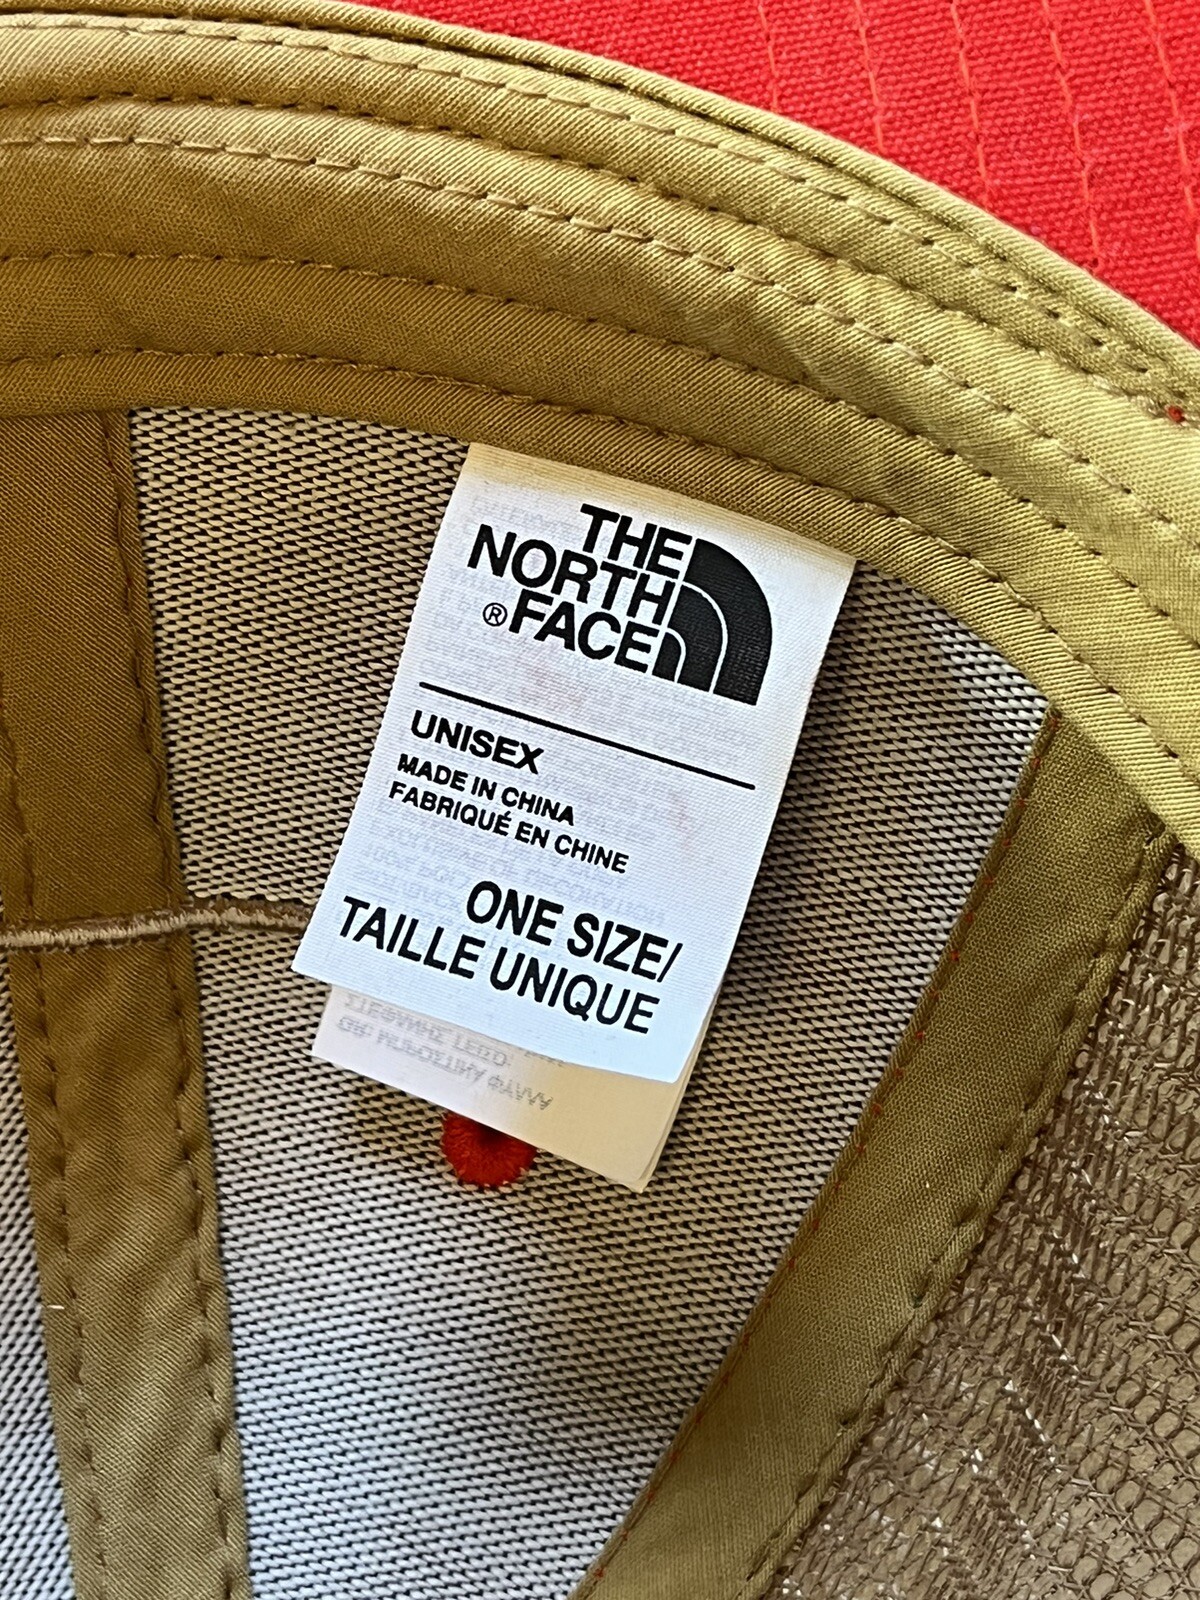 THE
NORTH
®FACE
UNISEX
MADE IN CHINA
FABRIQUÉ EN CHINE
ONE SIZE/
TAILLE UNIQUE